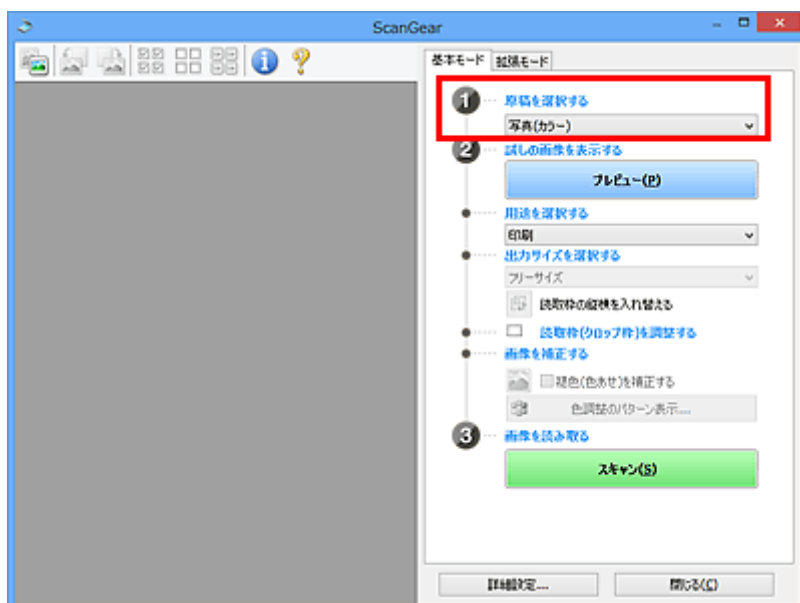 ScanGear
基本モード 拡張モード
1 原稿を選択する
写真(カラー)
2 試しの画像を表示する
プレビュー(P)
用途を選択する
印刷
出力サイズを選択する
フリーサイズ
読取枠の縦横を入れ替える
読取枠(クロップ枠)を調整する
画像を補正する
褪色(色あせ)を補正する
色調整のパターン表示...
3 画像を読み取る
スキャン(S)
詳細設定... 閉じる(C)